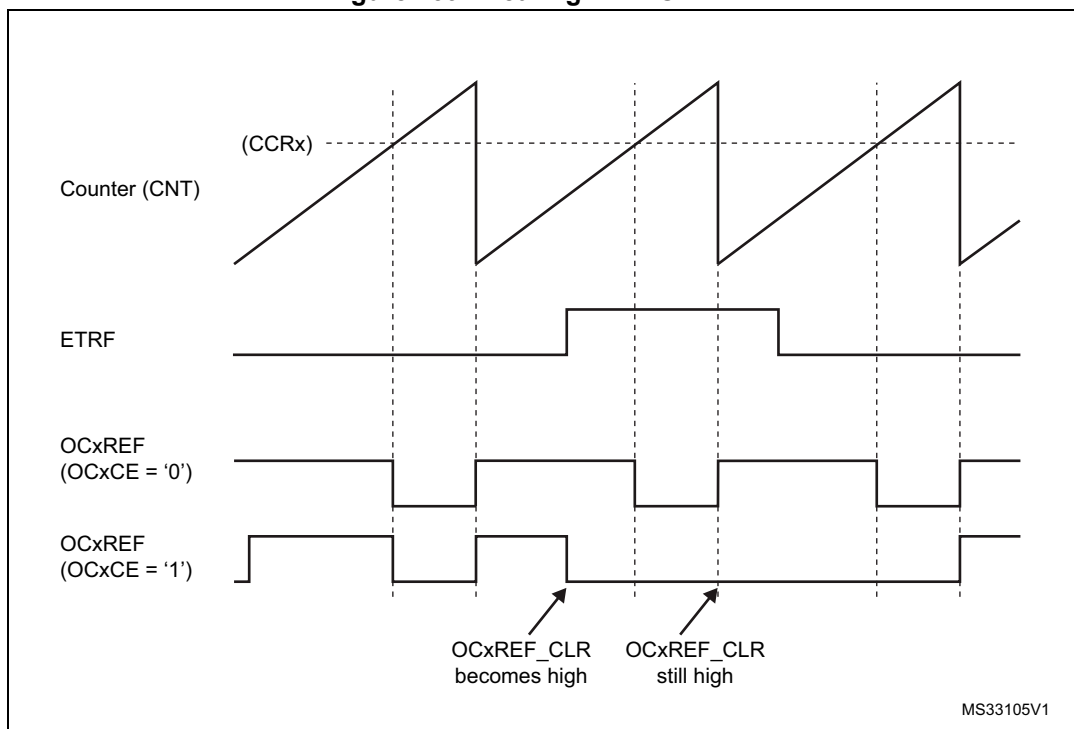 (CCRx)
Counter (CNT)
ETRF
OCxREF
(OCxCE = ‘0’)
OCxREF
(OCxCE = ‘1’)
OCxREF_CLR
becomes high
OCxREF_CLR
still high
MS33105V1